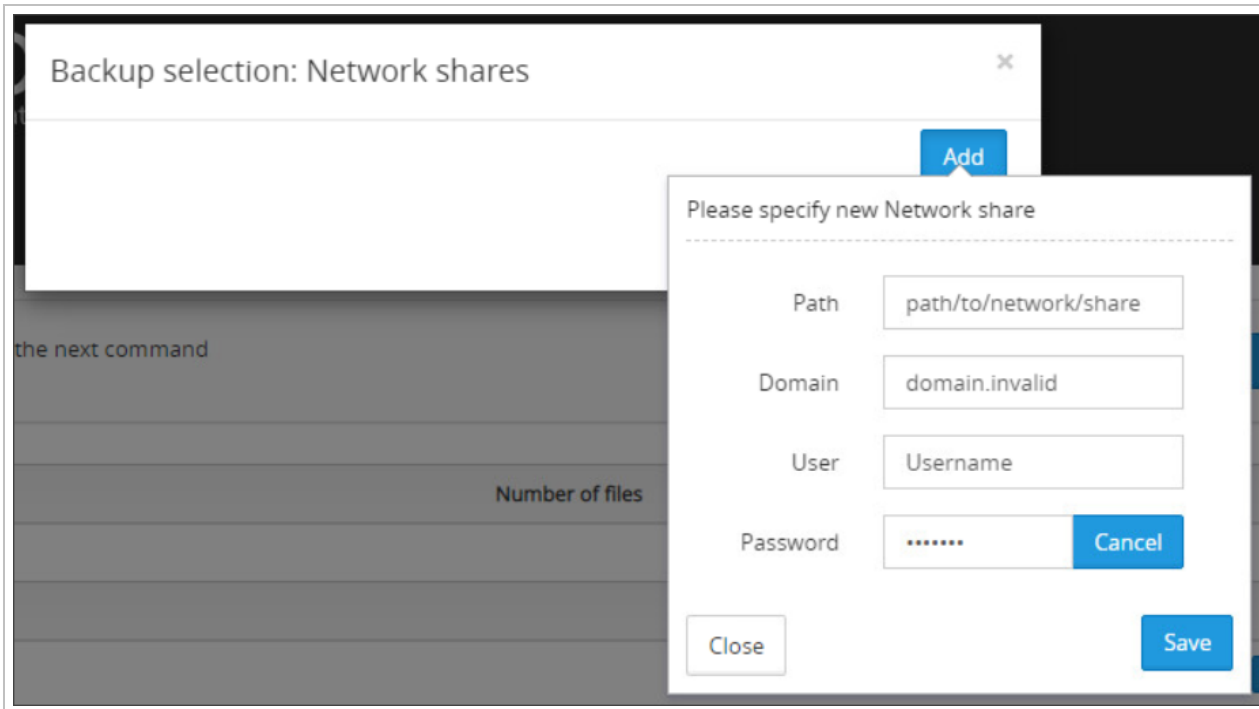 Backup selection: Network shares
×
Add
Please specify new Network share
Path path/to/network/share
the next command
Domain domain.invalid
User Username
Number of files
Password ••••••• Cancel
Close Save